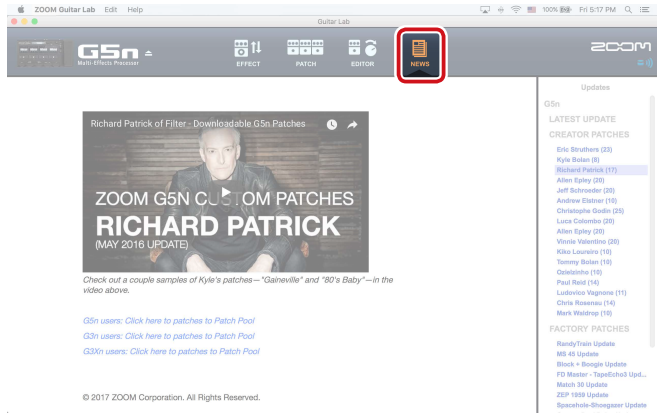 ZOOM Guitar Lab Edit Help
100% Fri 5:17 PM
Guitar Lab
G5n
Multi-Effects Processor
EFFECT
PATCH
EDITOR
NEWS
ZOOM
Richard Patrick of Filter - Downloadable G5n Patches
ZOOM G5N CUSTOM PATCHES
RICHARD PATRICK
(MAY 2016 UPDATE)
Check out a couple samples of Kyle's patches—"Gaineville" and "80's Baby"—in the
video above.
G5n users: Click here to patches to Patch Pool
G3n users: Click here to patches to Patch Pool
G3Xn users: Click here to patches to Patch Pool
© 2017 ZOOM Corporation. All Rights Reserved.
Updates
G5n
LATEST UPDATE
CREATOR PATCHES
Eric Struthers (23)
Kyle Bolan (8)
Richard Patrick (17)
Allen Epley (20)
Jeff Schroeder (20)
Andrew Elstner (10)
Christophe Godin (25)
Luca Colombo (20)
Allen Epley (20)
Vinnie Valentino (20)
Kiko Loureiro (10)
Tommy Bolan (10)
Ozielzinho (10)
Paul Reid (14)
Ludovico Vagnone (11)
Chris Rosenau (14)
Mark Waldrop (10)
FACTORY PATCHES
RandyTrain Update
MS 45 Update
Block + Boogie Update
FD Master - TapeEcho3 Upd...
Match 30 Update
ZEP 1959 Update
Spacehole-Shoegazer Update